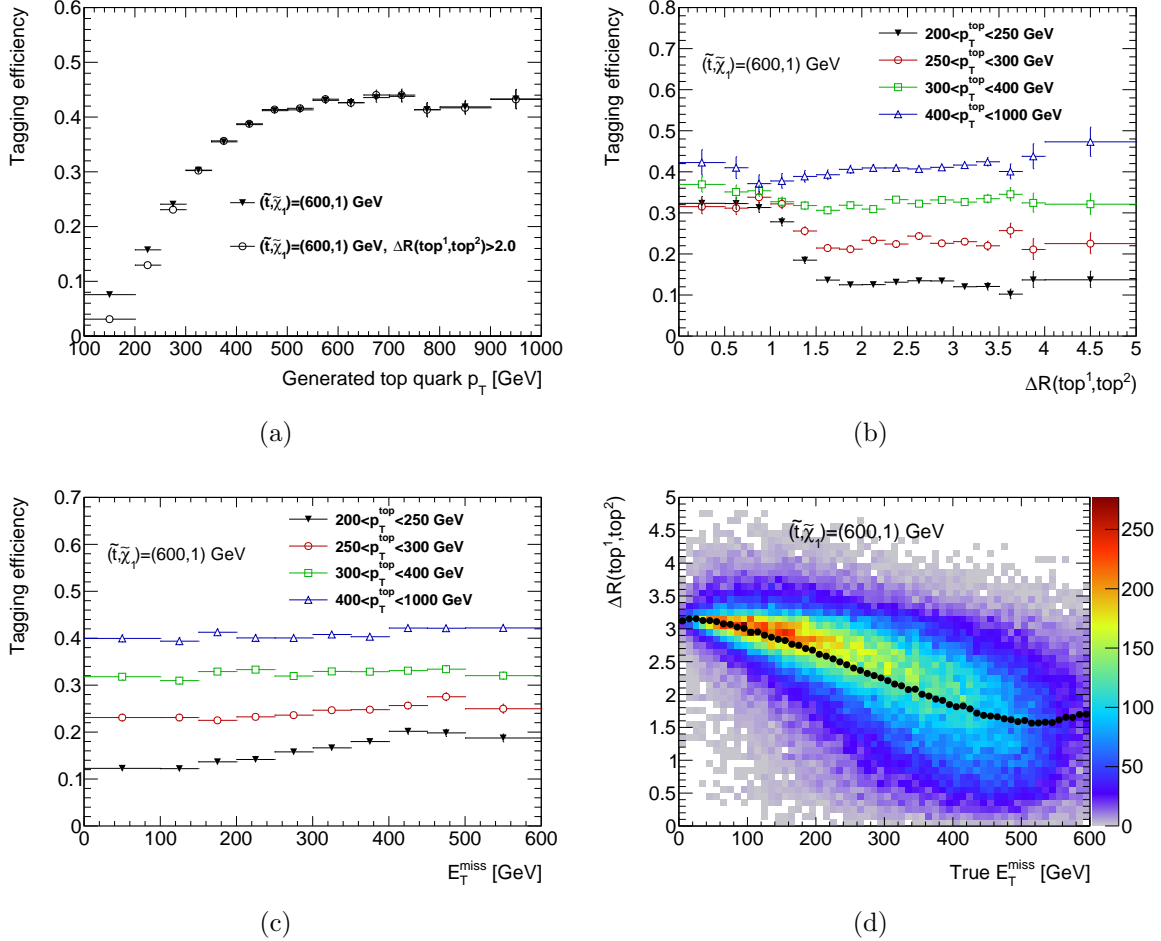 Tagging efficiency
0.6
0.5
0.4
0.3
0.2
0.1
0
(t̃,χ̃₁)=(600,1) GeV
(t̃,χ̃₁)=(600,1) GeV, ΔR(top¹,top²)>2.0
100 200 300 400 500 600 700 800 900 1000
Generated top quark p_T [GeV]
(a)
Tagging efficiency
0.8
0.7
0.6
0.5
0.4
0.3
0.2
0.1
0
(t̃,χ̃₁)=(600,1) GeV
200<p_T^top<250 GeV
250<p_T^top<300 GeV
300<p_T^top<400 GeV
400<p_T^top<1000 GeV
0 0.5 1 1.5 2 2.5 3 3.5 4 4.5 5
ΔR(top¹,top²)
(b)
Tagging efficiency
0.7
0.6
0.5
0.4
0.3
0.2
0.1
0
(t̃,χ̃₁)=(600,1) GeV
200<p_T^top<250 GeV
250<p_T^top<300 GeV
300<p_T^top<400 GeV
400<p_T^top<1000 GeV
0 100 200 300 400 500 600
E_T^miss [GeV]
(c)
ΔR(top¹,top²)
5
4.5
4
3.5
3
2.5
2
1.5
1
0.5
0
(t̃,χ̃₁)=(600,1) GeV
250
200
150
100
50
0
0 100 200 300 400 500 600
True E_T^miss [GeV]
(d)